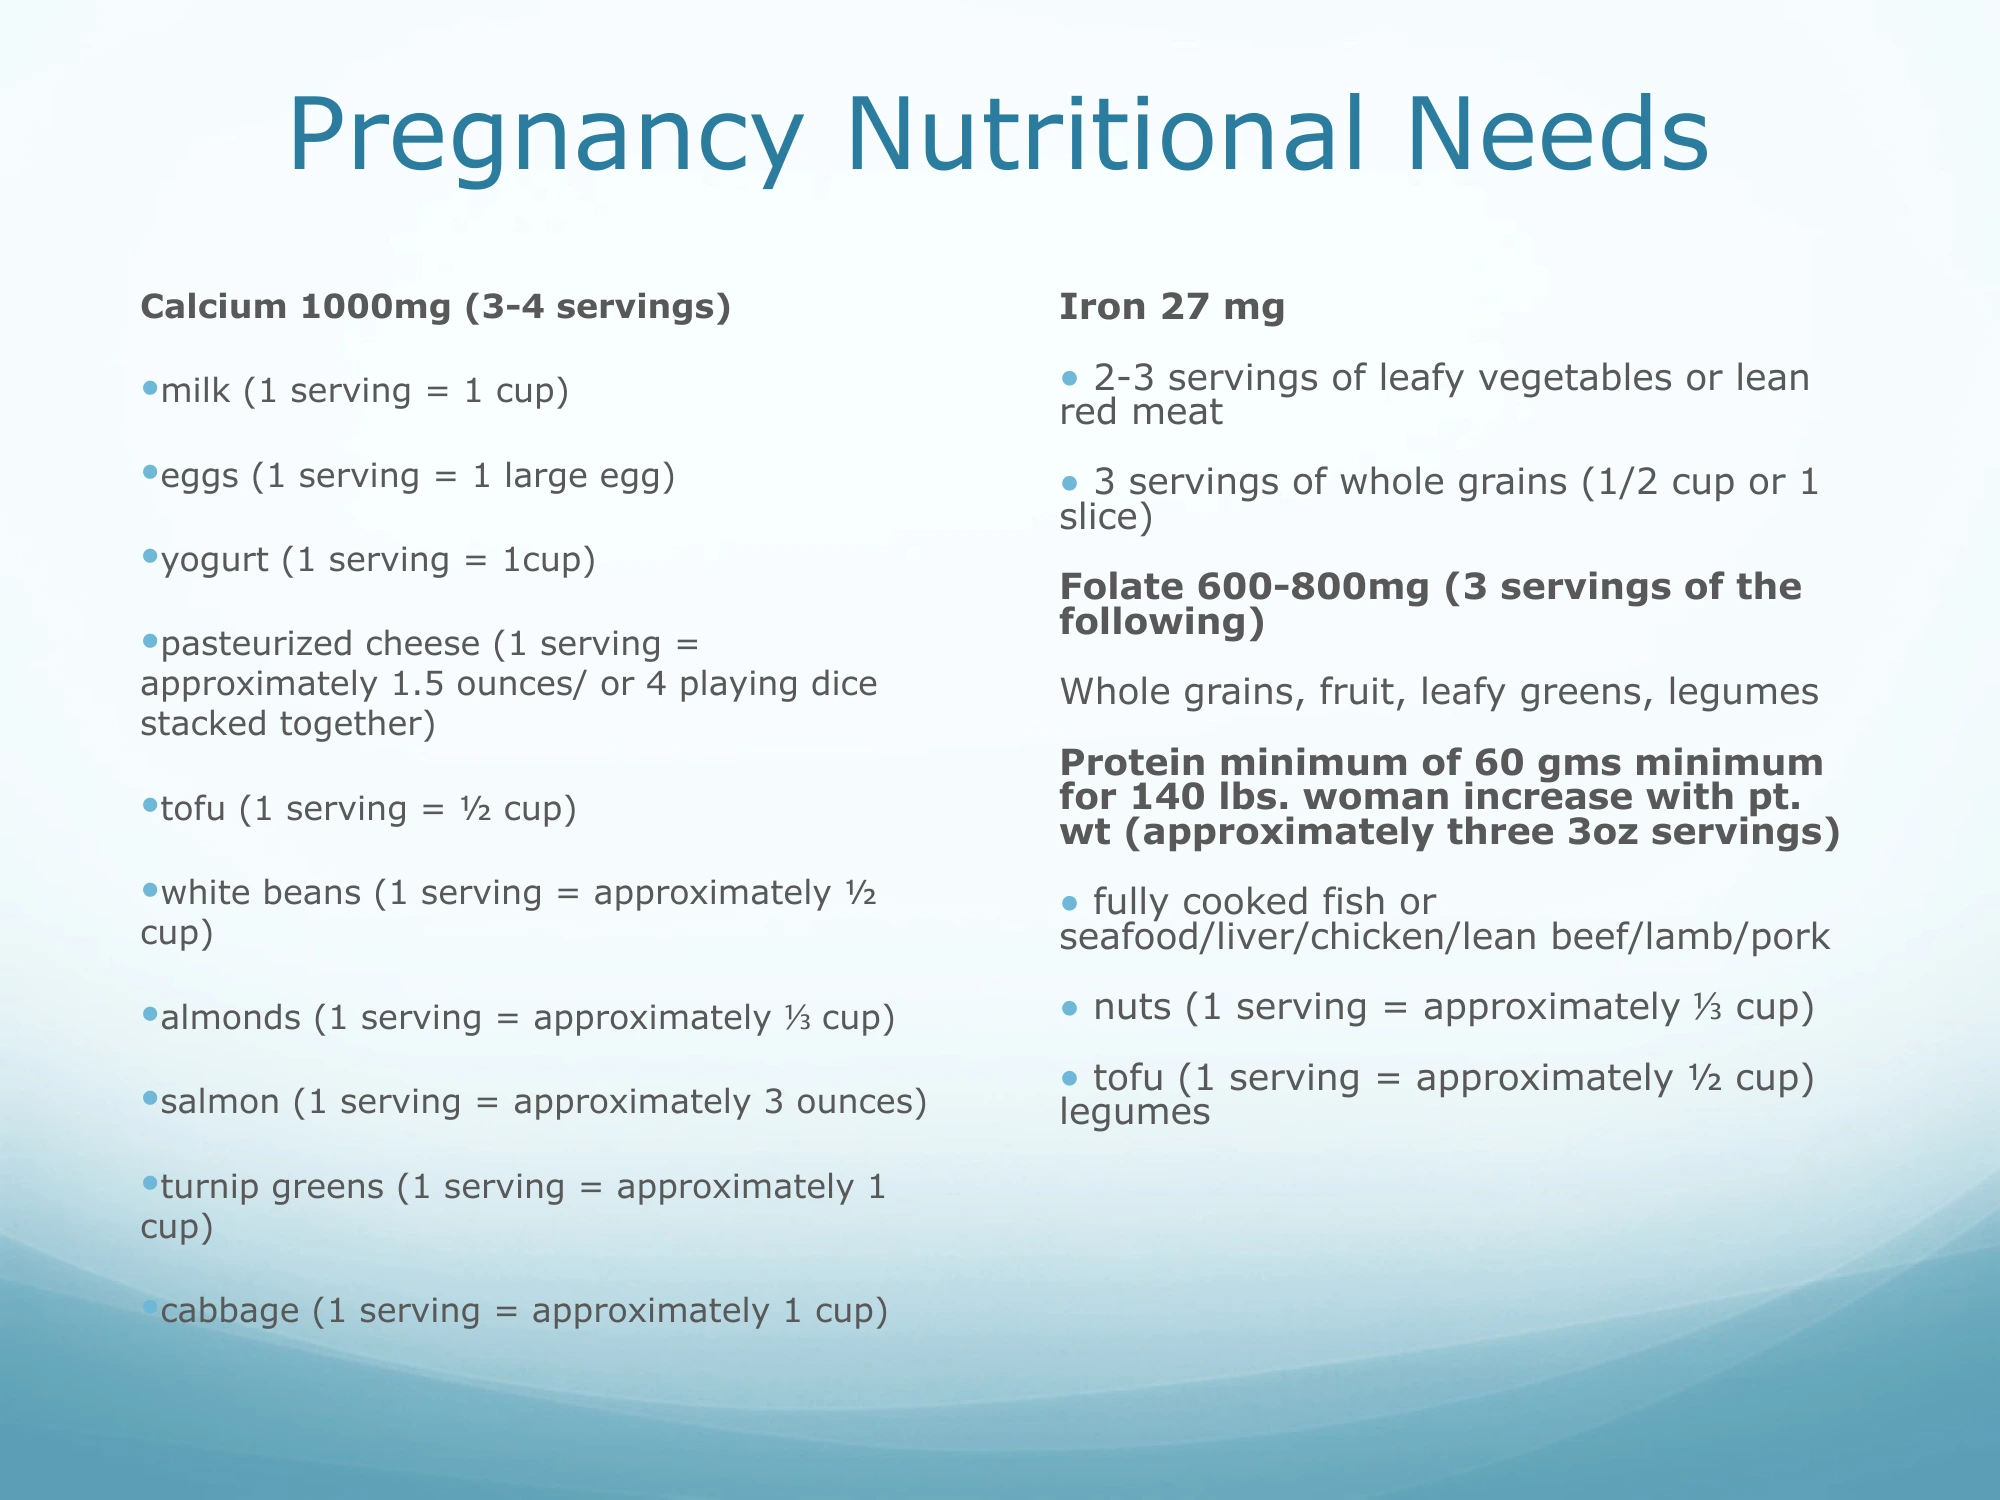 Pregnancy Nutritional Needs
Calcium 1000mg (3-4 servings)
•milk (1 serving = 1 cup)
•eggs (1 serving = 1 large egg)
•yogurt (1 serving = 1cup)
•pasteurized cheese (1 serving =
approximately 1.5 ounces/ or 4 playing dice
stacked together)
•tofu (1 serving = ½ cup)
•white beans (1 serving = approximately ½
cup)
•almonds (1 serving = approximately ⅓ cup)
•salmon (1 serving = approximately 3 ounces)
•turnip greens (1 serving = approximately 1
cup)
•cabbage (1 serving = approximately 1 cup)
Iron 27 mg
• 2-3 servings of leafy vegetables or lean
red meat
• 3 servings of whole grains (1/2 cup or 1
slice)
Folate 600-800mg (3 servings of the
following)
Whole grains, fruit, leafy greens, legumes
Protein minimum of 60 gms minimum
for 140 lbs. woman increase with pt.
wt (approximately three 3oz servings)
• fully cooked fish or
seafood/liver/chicken/lean beef/lamb/pork
• nuts (1 serving = approximately ⅓ cup)
• tofu (1 serving = approximately ½ cup)
legumes